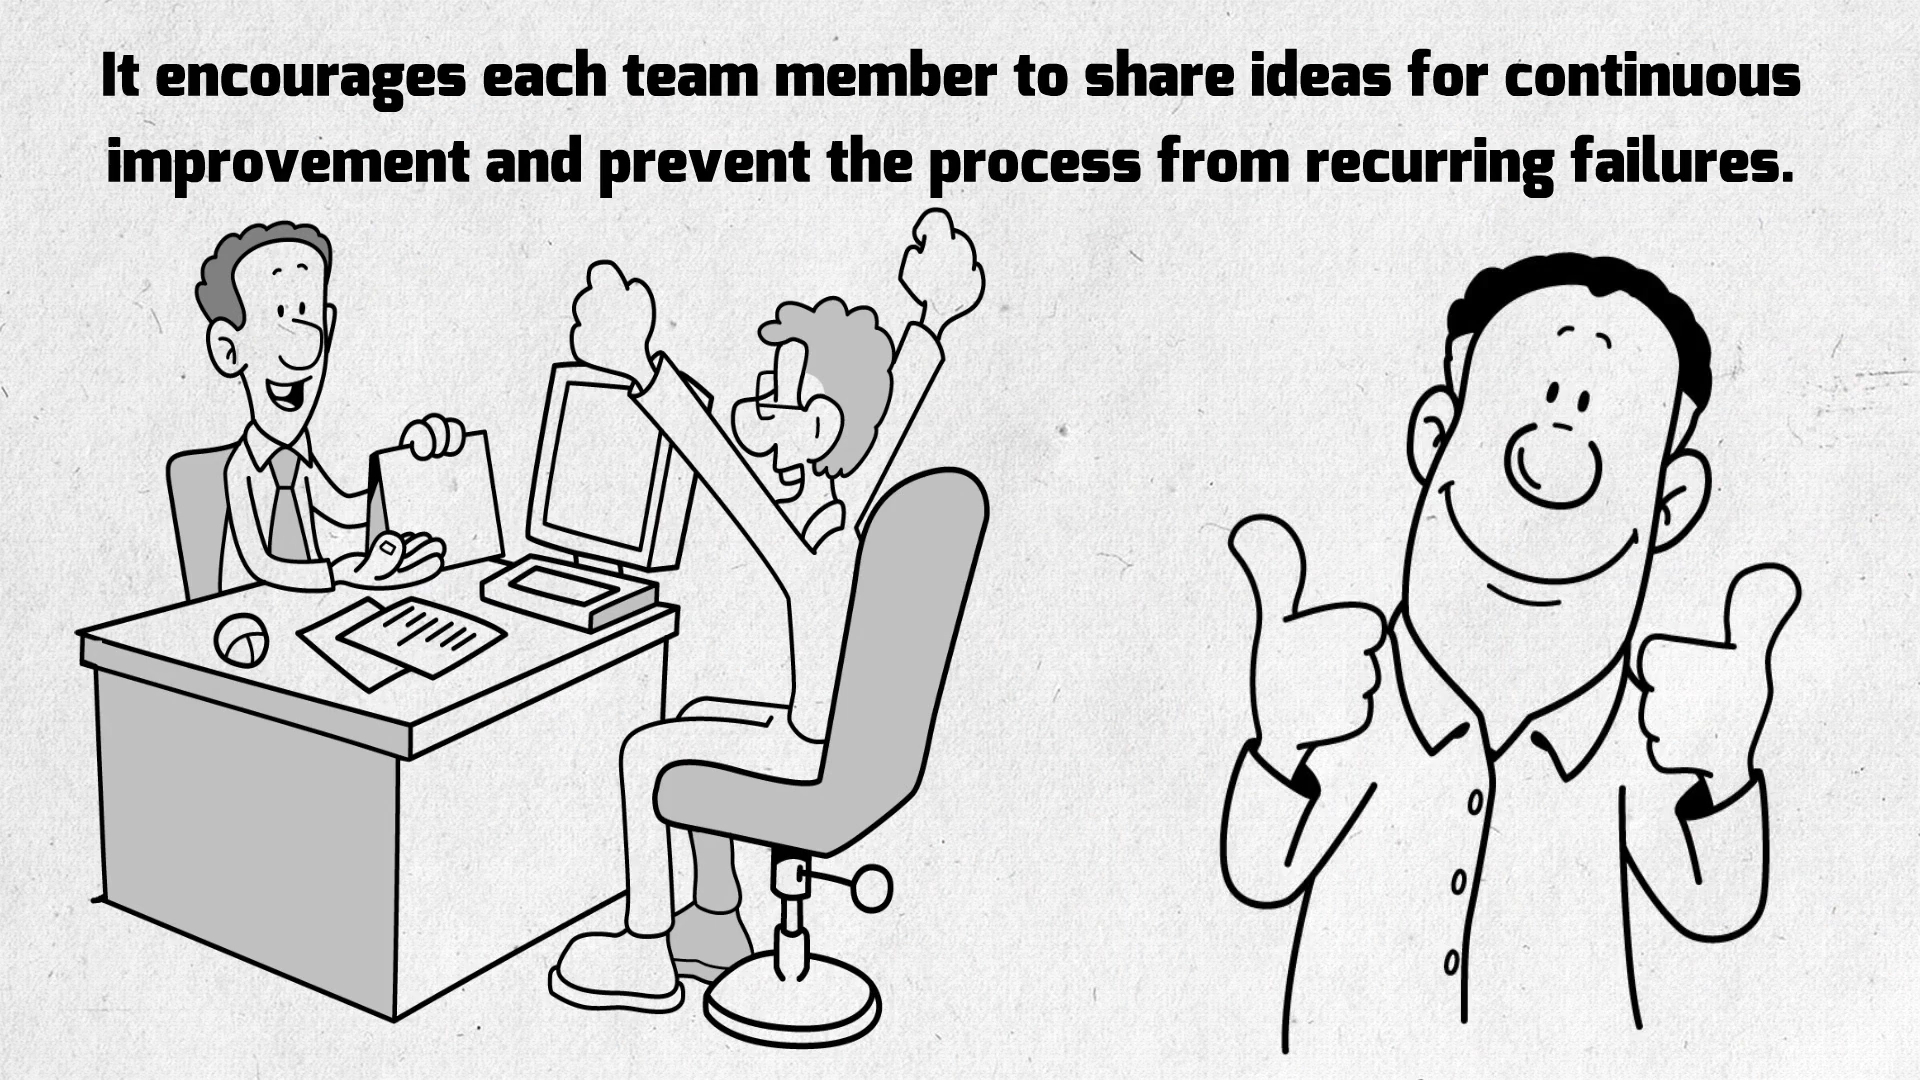 It encourages each team member to share ideas for continuous
improvement and prevent the process from recurring failures.